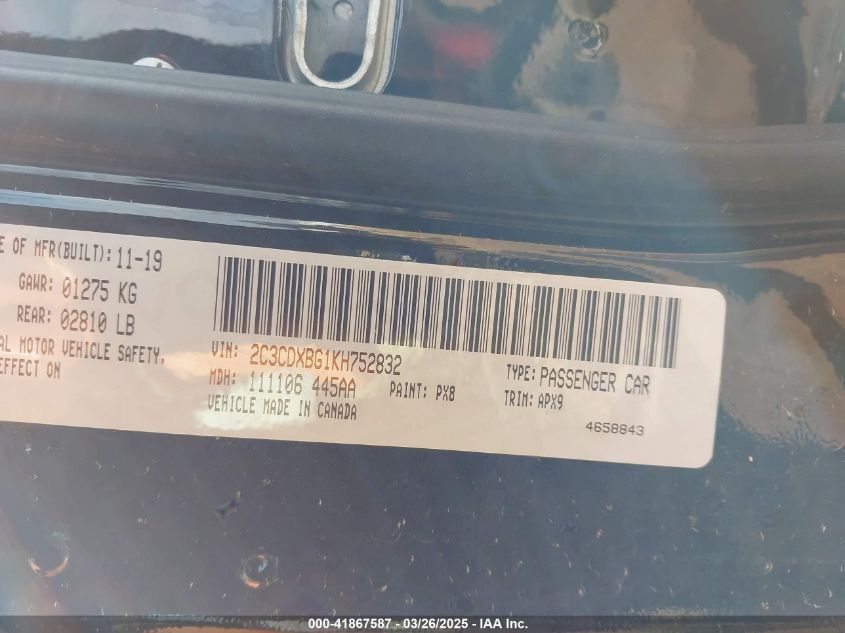 E OF MFR(BUILT): 11-19
GAWR: 01275 KG
REAR: 02810 LB
AL MOTOR VEHICLE SAFETY,
EFFECT ON
VIN: 2C3CDXBG1KH752832
MDH: 111106 445AA
PAINT: PX8
VEHICLE MADE IN CANADA
TYPE: PASSENGER CAR
TRIM: APX9
4658843
000-41867587 | 03/26/2025 - IAA Inc.